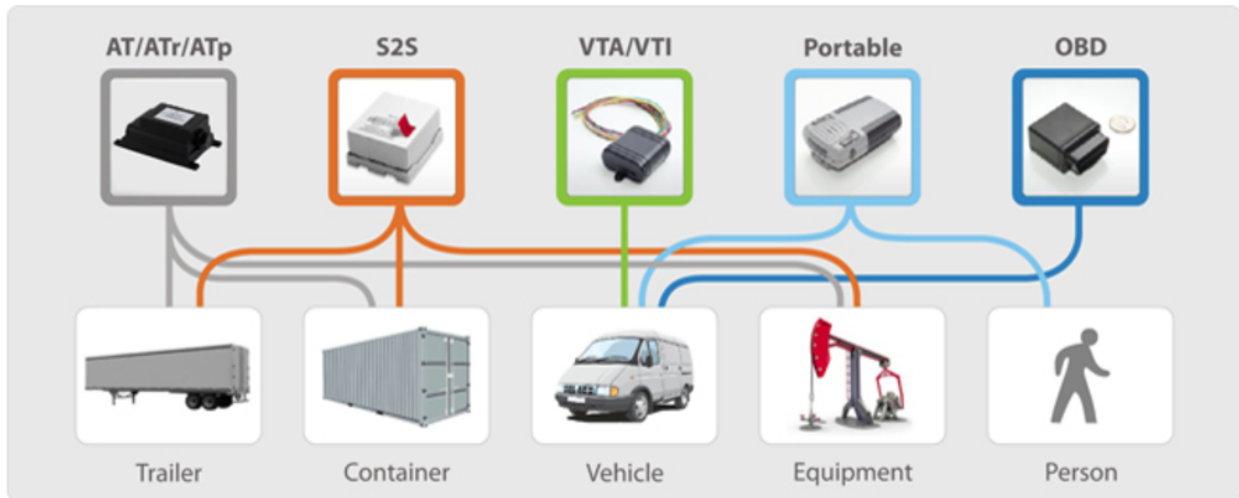 AT/ATr/ATp
S2S
VTA/VTI
Portable
OBD
Trailer
Container
Vehicle
Equipment
Person